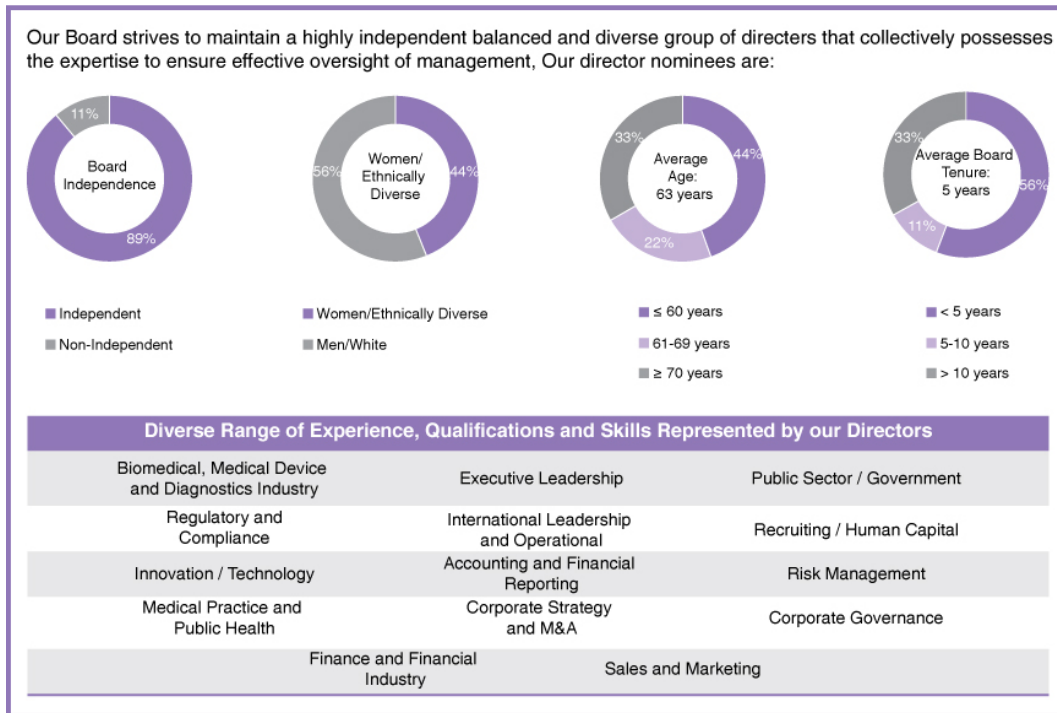 Our Board strives to maintain a highly independent balanced and diverse group of directers that collectively possesses
the expertise to ensure effective oversight of management, Our director nominees are:
11%
Board
Independence
89%
Women/
Ethnically
Diverse
56%
44%
33%
44%
Average
Age:
63 years
22%
33%
Average Board
Tenure:
5 years
56%
11%
Independent
Non-Independent
Women/Ethnically Diverse
Men/White
≤ 60 years
61-69 years
≥ 70 years
< 5 years
5-10 years
> 10 years
Diverse Range of Experience, Qualifications and Skills Represented by our Directors
Biomedical, Medical Device
and Diagnostics Industry
Executive Leadership
Public Sector / Government
Regulatory and
Compliance
International Leadership
and Operational
Recruiting / Human Capital
Innovation / Technology
Accounting and Financial
Reporting
Risk Management
Medical Practice and
Public Health
Corporate Strategy
and M&A
Corporate Governance
Finance and Financial
Industry
Sales and Marketing